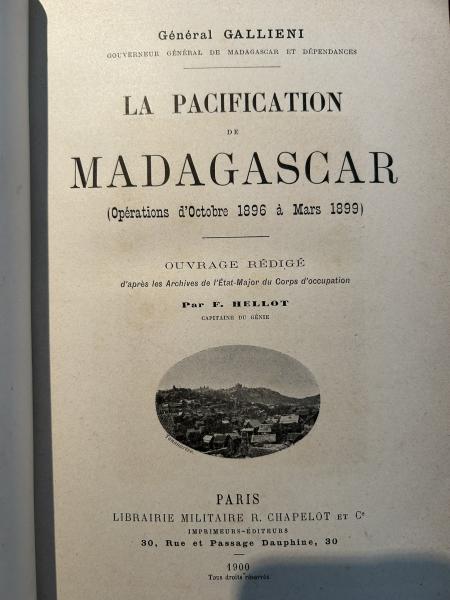 Général GALLIENI
GOUVERNEUR GÉNÉRAL DE MADAGASCAR ET DÉPENDANCES
LA PACIFICATION
DE
MADAGASCAR
(Opérations d'Octobre 1896 à Mars 1899)
OUVRAGE RÉDIGÉ
d'après les Archives de l'État-Major du Corps d'occupation
Par F. HELLOT
CAPITAINE DU GÉNIE
Tananarive.
PARIS
LIBRAIRIE MILITAIRE R. CHAPELOT ET Ce
IMPRIMEURS-ÉDITEURS
30, Rue et Passage Dauphine, 30
1900
Tous droits réservés